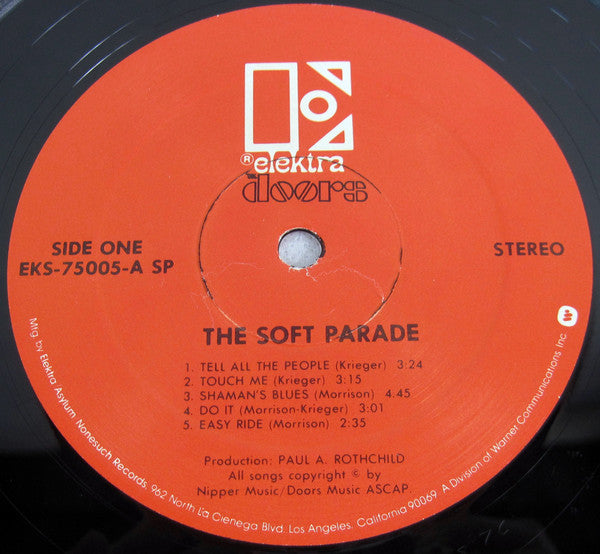 ® elektra
doors
SIDE ONE
EKS-75005-A SP
STEREO
THE SOFT PARADE
1. TELL ALL THE PEOPLE (Krieger) 3:24
2. TOUCH ME (Krieger) 3:15
3. SHAMAN'S BLUES (Morrison) 4.45
4. DO IT (Morrison-Krieger) 3:01
5. EASY RIDE (Morrison) 2:35
Production: PAUL A. ROTHCHILD
All songs copyright © by
Nipper Music/Doors Music ASCAP.
Mfg by Elektra Asylum Nonesuch Records, 962 North La Cienega Blvd. Los Angeles, California 90069 A Division of Warner Communications Inc